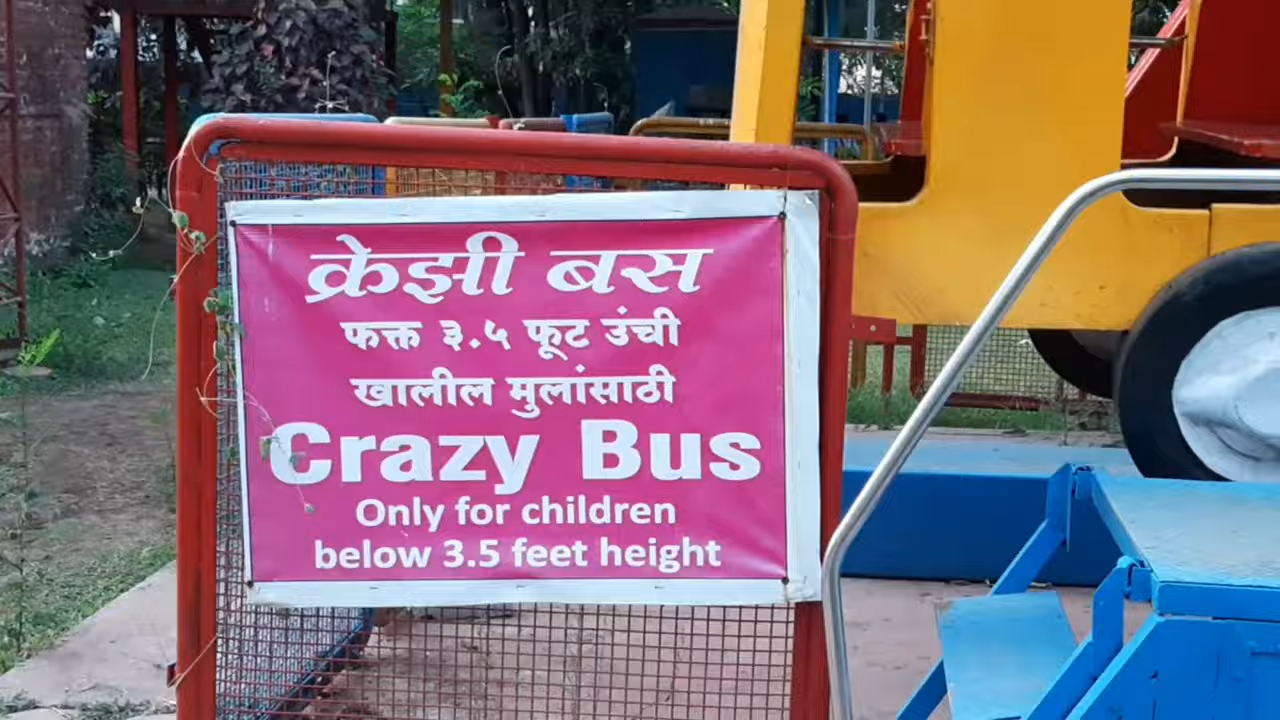 क्रेझी बस
फक्त ३.५ फूट उंची
खालील मुलांसाठी
Crazy Bus
Only for children
below 3.5 feet height